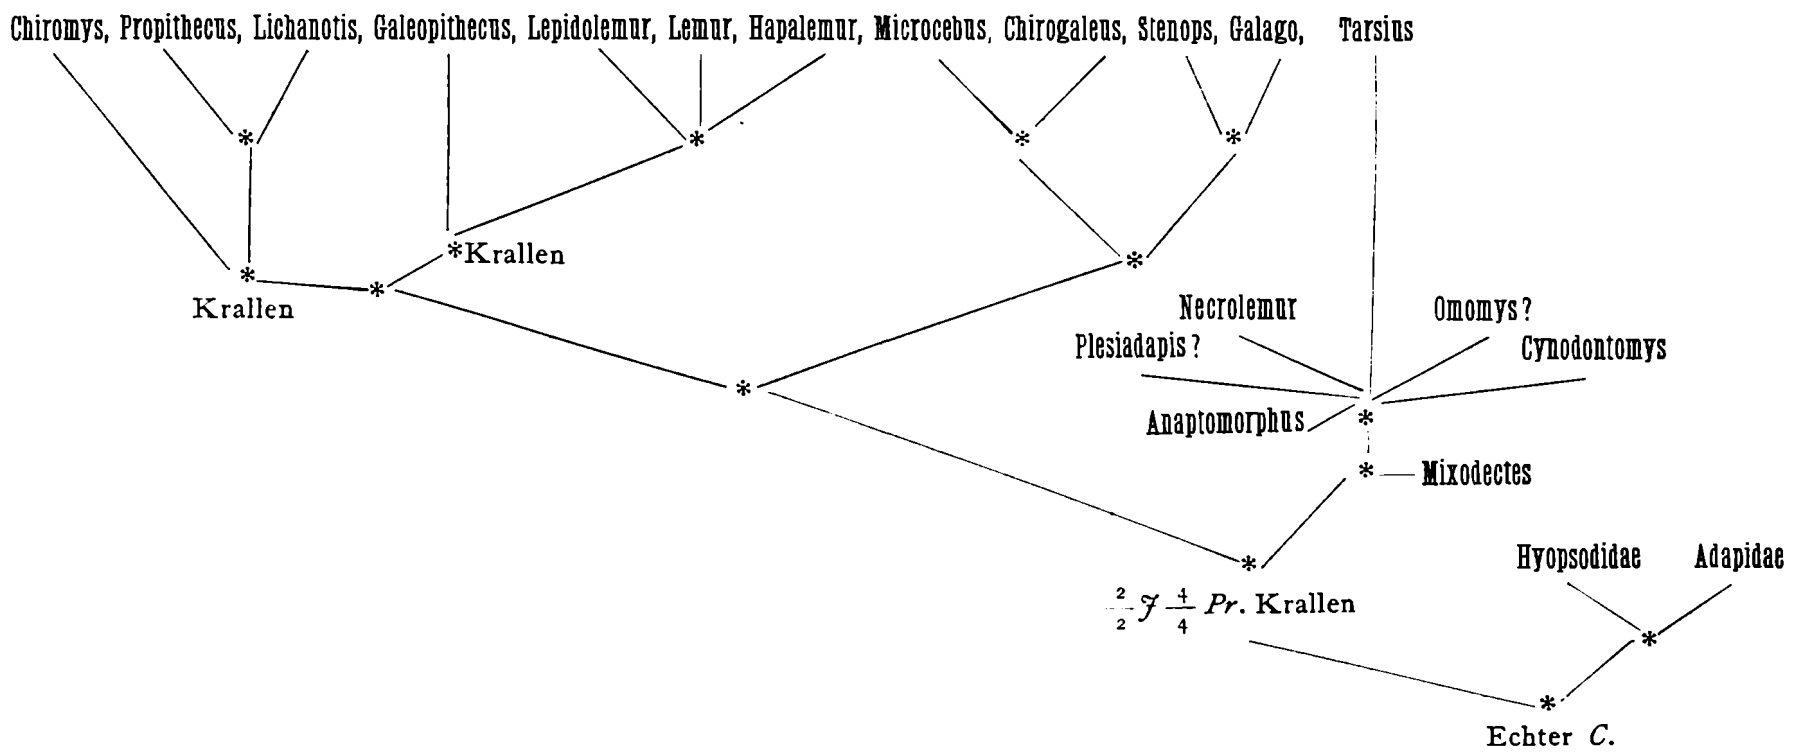 Chiromys, Propithecus, Lichanotis, Galeopithecus, Lepidolemur, Lemur, Hapalemur, Microcebus, Chirogaleus, Stenops, Galago, Tarsius
* * * *
*Krallen
* * *
Krallen
Necrolemur Omomys?
Plesiadapis? Cynodontomys
*
Anaptomorphus *
* — Mixodectes
Hyopsodidae Adapidae
*
2/2 J 4/4 Pr. Krallen
*
*
Echter C.